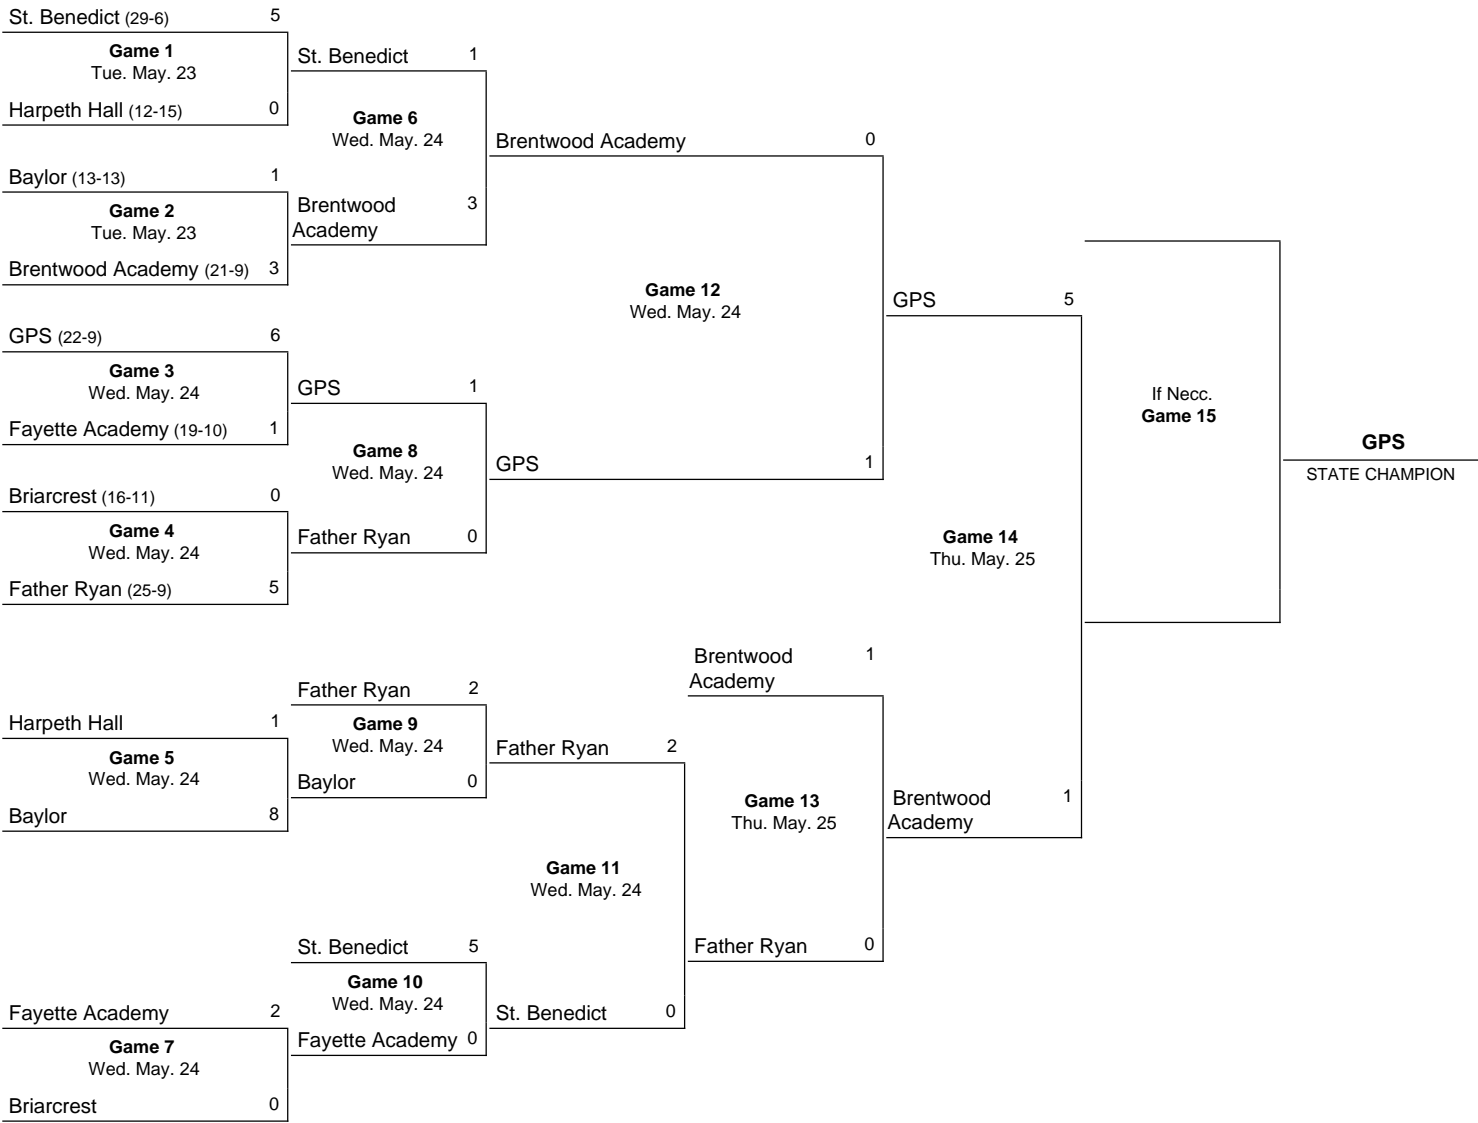 St. Benedict (29-6) 5
Game 1
Tue. May. 23
Harpeth Hall (12-15) 0
Baylor (13-13) 1
Game 2
Tue. May. 23
Brentwood Academy (21-9) 3
GPS (22-9) 6
Game 3
Wed. May. 24
Fayette Academy (19-10) 1
Briarcrest (16-11) 0
Game 4
Wed. May. 24
Father Ryan (25-9) 5
Harpeth Hall 1
Game 5
Wed. May. 24
Baylor 8
Fayette Academy 2
Game 7
Wed. May. 24
Briarcrest 0
St. Benedict 1
Game 6
Wed. May. 24
Brentwood 3
Academy
GPS 1
Game 8
Wed. May. 24
Father Ryan 0
Father Ryan 2
Game 9
Wed. May. 24
Baylor 0
St. Benedict 5
Game 10
Wed. May. 24
Fayette Academy 0
Brentwood Academy 0
Game 12
Wed. May. 24
GPS 1
Father Ryan 2
Game 11
Wed. May. 24
St. Benedict 0
Brentwood 1
Academy
Game 13
Thu. May. 25
Father Ryan 0
GPS 5
Game 14
Thu. May. 25
Brentwood 1
Academy
If Necc.
Game 15
GPS
STATE CHAMPION